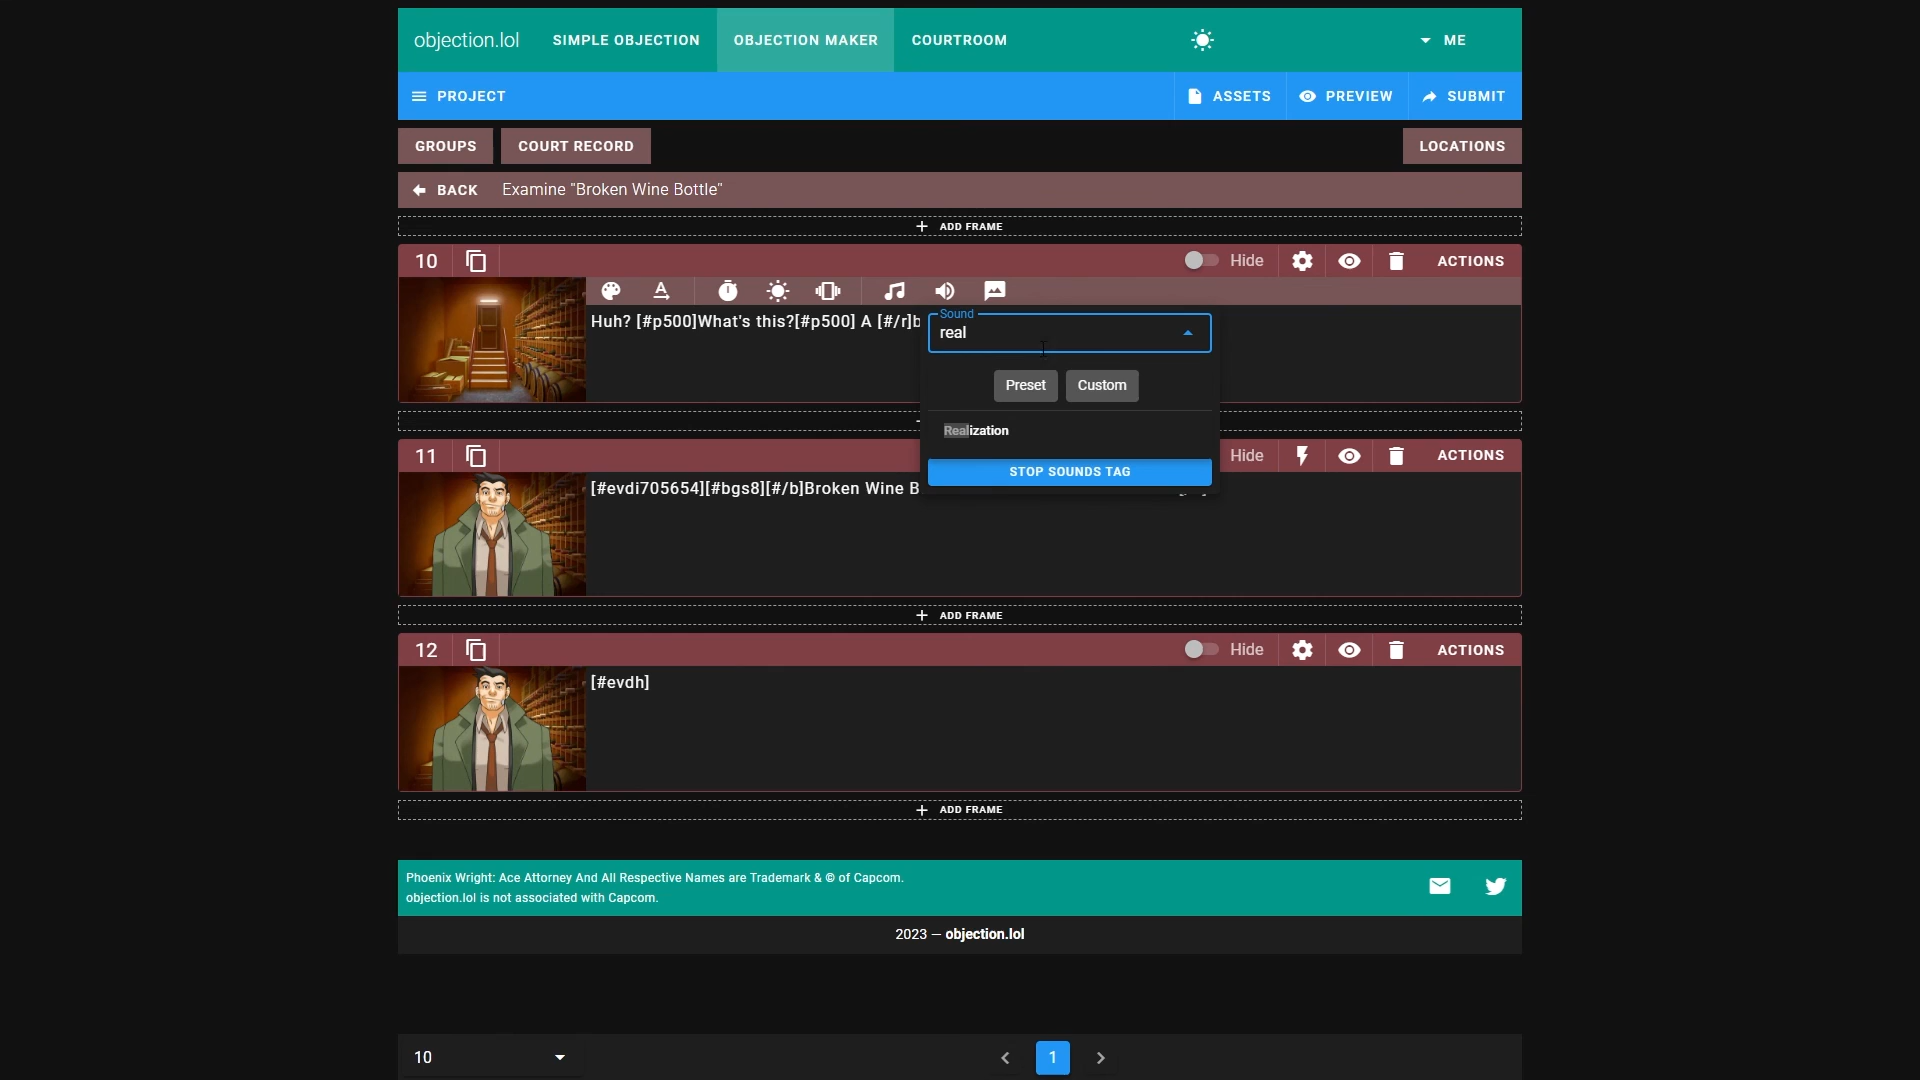 objection.lol SIMPLE OBJECTION OBJECTION MAKER COURTROOM ME
PROJECT ASSETS PREVIEW SUBMIT
GROUPS COURT RECORD LOCATIONS
BACK Examine "Broken Wine Bottle"
ADD FRAME
10 Hide ACTIONS
Huh? [#p500]What's this?[#p500] A [#/r]b
Sound
real
Preset Custom
Realization
STOP SOUNDS TAG
11 Hide ACTIONS
[#evdi705654][#bgs8][#/b]Broken Wine B
ADD FRAME
12 Hide ACTIONS
[#evdh]
ADD FRAME
Phoenix Wright: Ace Attorney And All Respective Names are Trademark & © of Capcom.
objection.lol is not associated with Capcom.
2023 — objection.lol
10 1